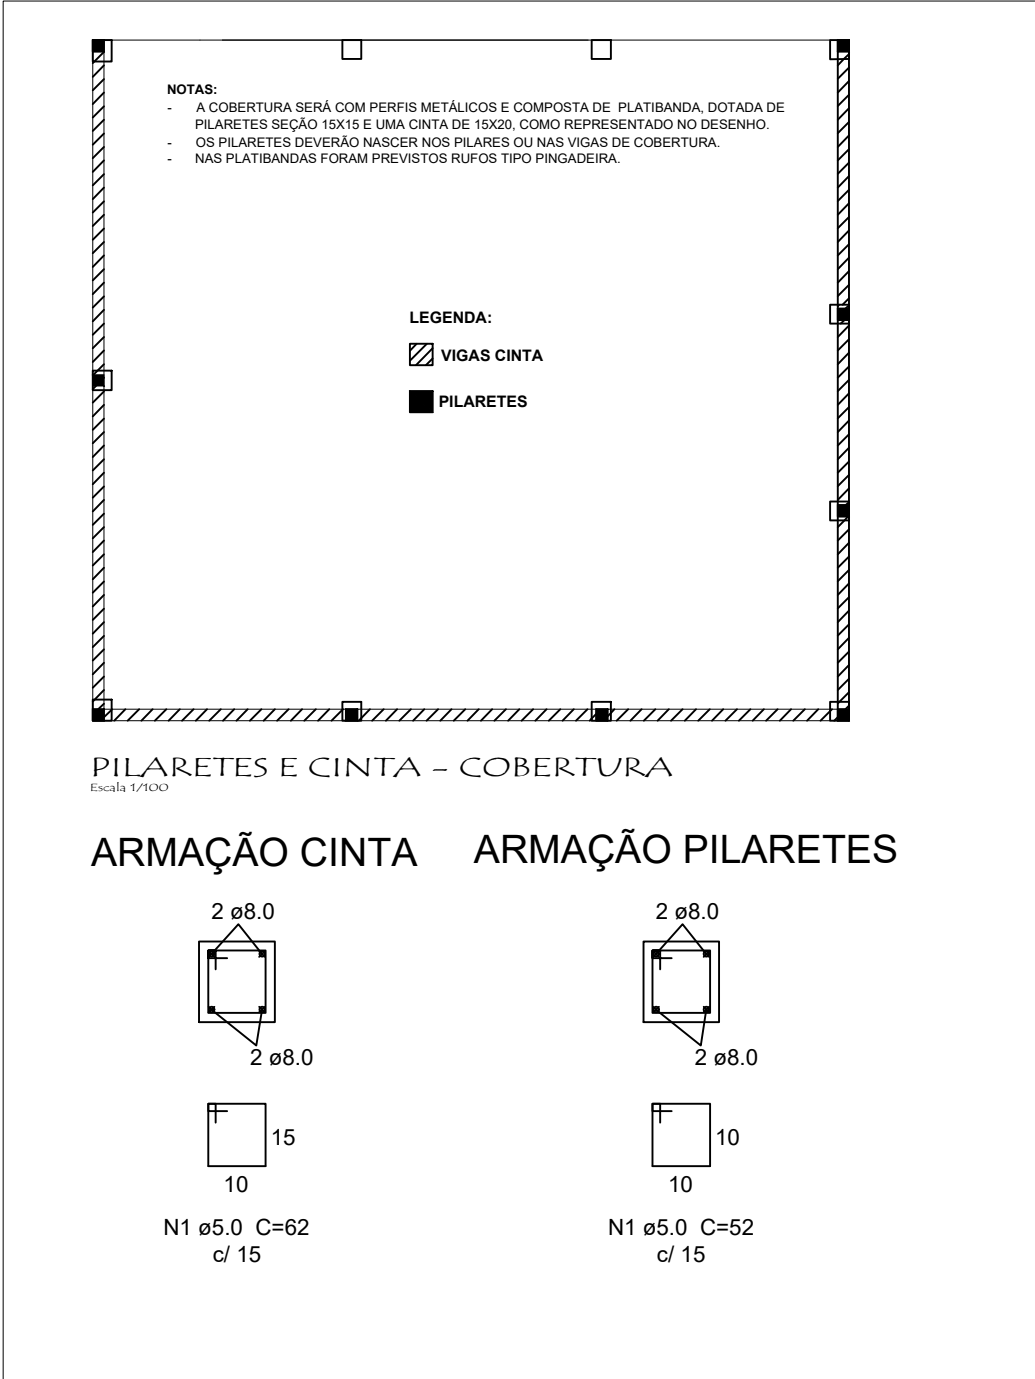 NOTAS:
- A COBERTURA SERÁ COM PERFIS METÁLICOS E COMPOSTA DE PLATIBANDA, DOTADA DE
PILARETES SEÇÃO 15X15 E UMA CINTA DE 15X20, COMO REPRESENTADO NO DESENHO.
- OS PILARETES DEVERÃO NASCER NOS PILARES OU NAS VIGAS DE COBERTURA.
- NAS PLATIBANDAS FORAM PREVISTOS RUFOS TIPO PINGADEIRA.
LEGENDA:
VIGAS CINTA
PILARETES
PILARETES E CINTA - COBERTURA
Escala 1/100
ARMAÇÃO CINTA
2 ø8.0
2 ø8.0
15
10
N1 ø5.0 C=62
c/ 15
ARMAÇÃO PILARETES
2 ø8.0
2 ø8.0
10
10
N1 ø5.0 C=52
c/ 15